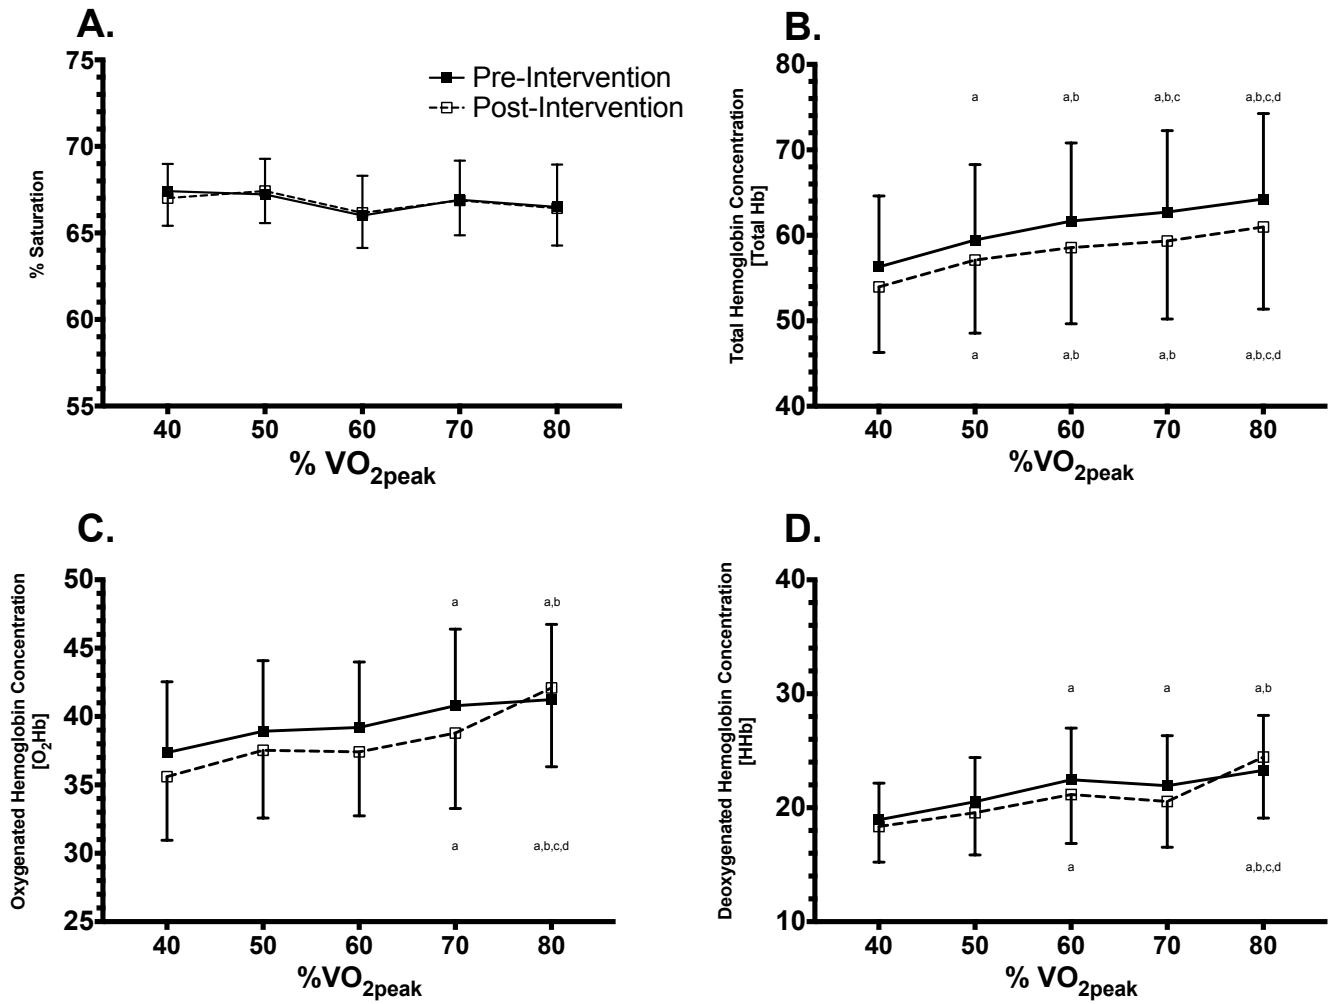 A.
75
70
65
60
55
% Saturation
Pre-Intervention
Post-Intervention
40 50 60 70 80
% VO2peak
B.
80
70
60
50
40
Total Hemoglobin Concentration
[Total Hb]
a a,b a,b,c a,b,c,d
a a,b a,b a,b,c,d
40 50 60 70 80
%VO2peak
C.
50
45
40
35
30
25
Oxygenated Hemoglobin Concentration
[O2Hb]
a a,b
a a,b,c,d
40 50 60 70 80
%VO2peak
D.
40
30
20
10
Deoxygenated Hemoglobin Concentration
[HHb]
a a a,b
a a,b,c,d
40 50 60 70 80
% VO2peak